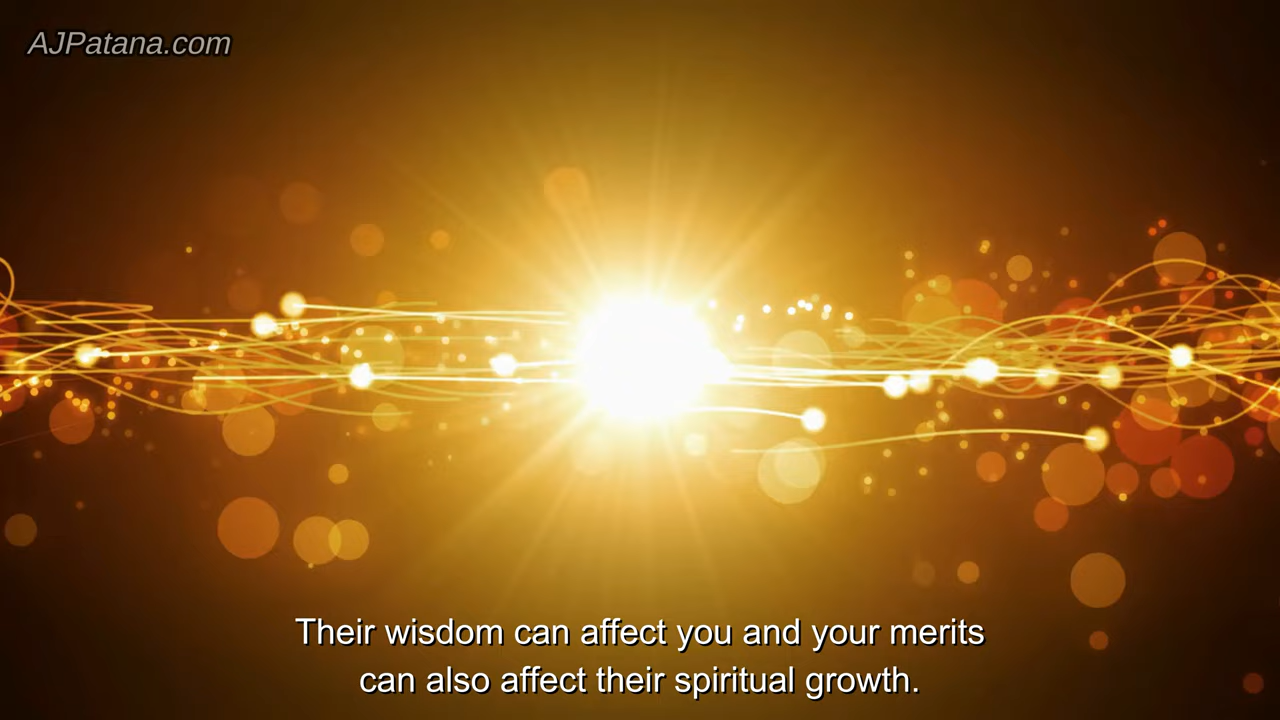 AJPatana.com
Their wisdom can affect you and your merits
can also affect their spiritual growth.